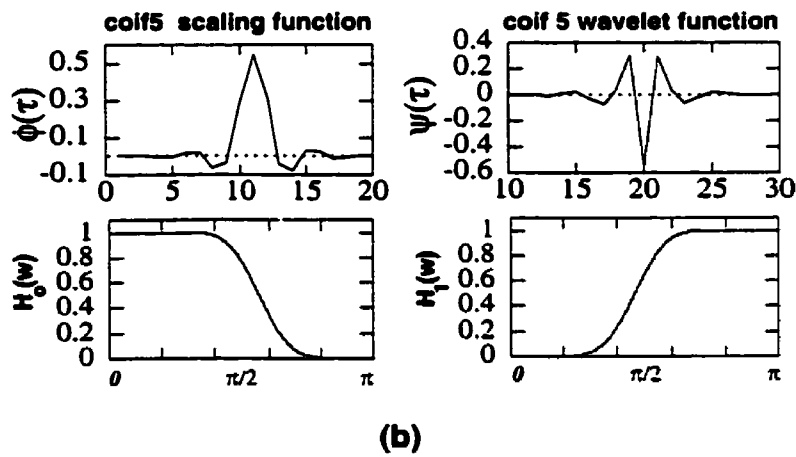 coif5 scaling function
ϕ(τ)
0.5
0.3
0.1
-0.1
0 5 10 15 20
coif 5 wavelet function
ψ(τ)
0.4
0.2
0
-0.2
-0.4
-0.6
10 15 20 25 30
H₀(w)
1
0.8
0.6
0.4
0.2
0
0 π/2 π
H₁(w)
1
0.8
0.6
0.4
0.2
0
0 π/2 π
(b)